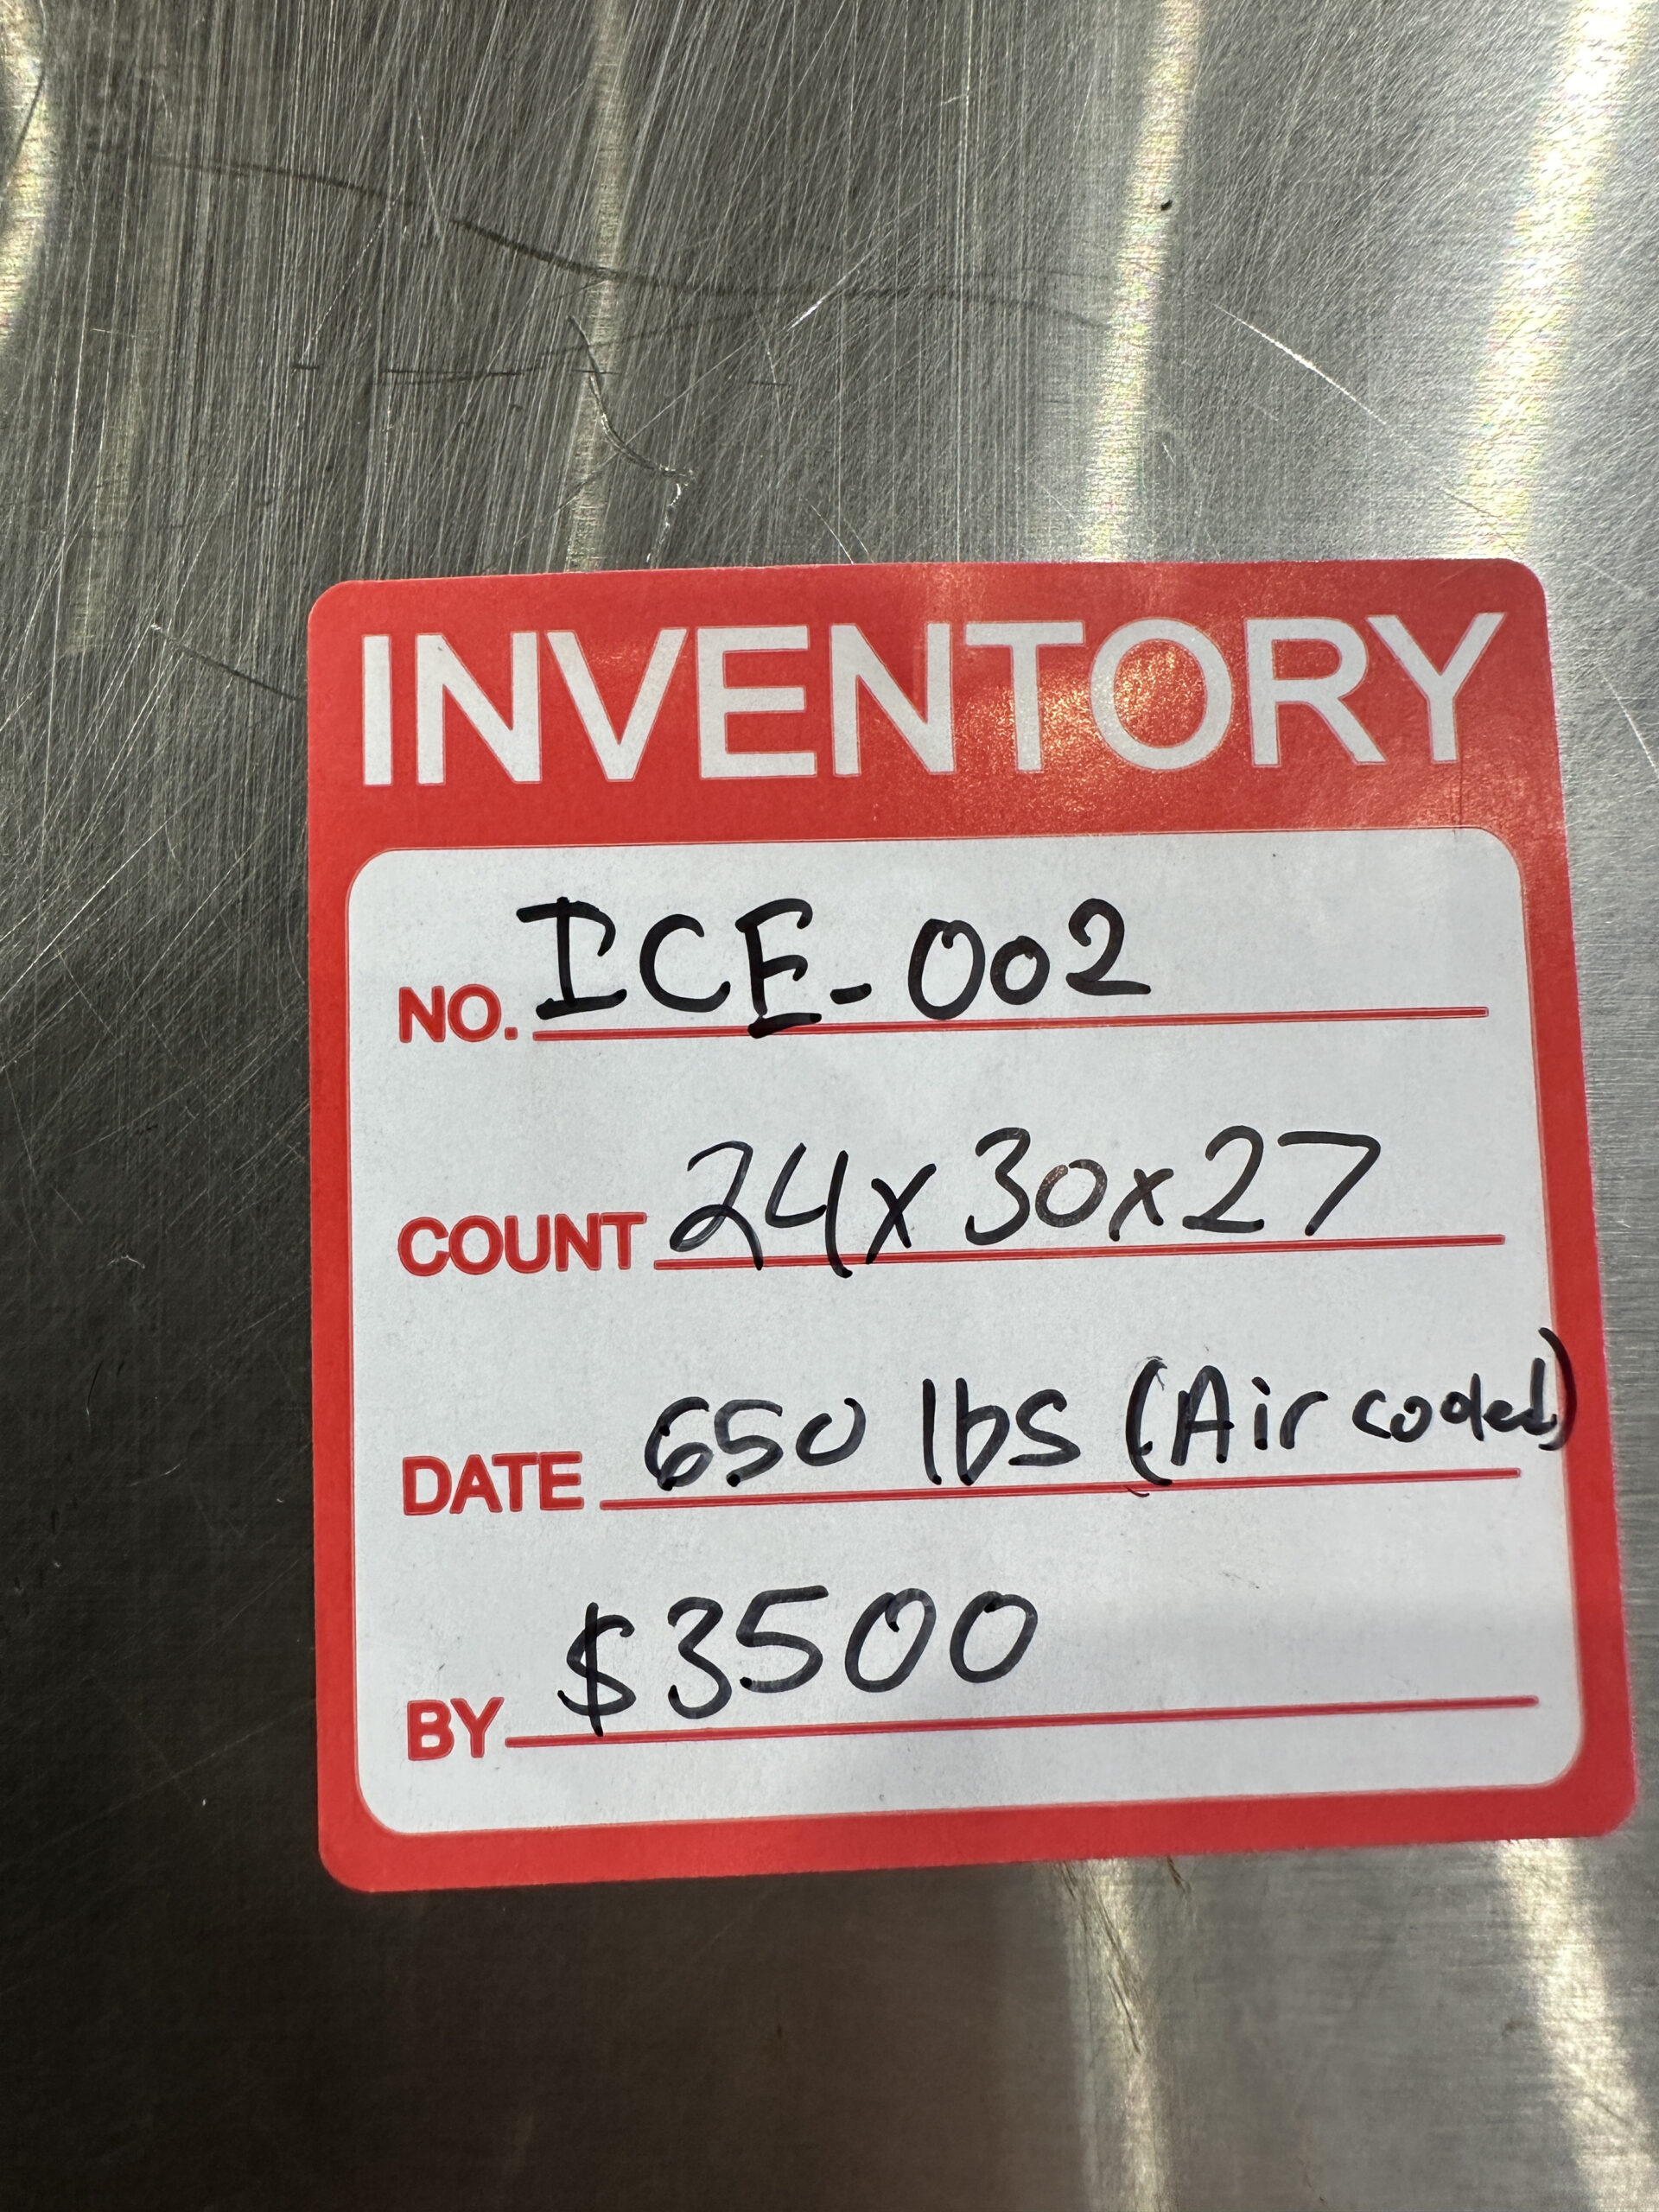 INVENTORY
NO. ICE-002
COUNT 24x30x27
DATE 650 lbs (Air cooled)
BY $3500